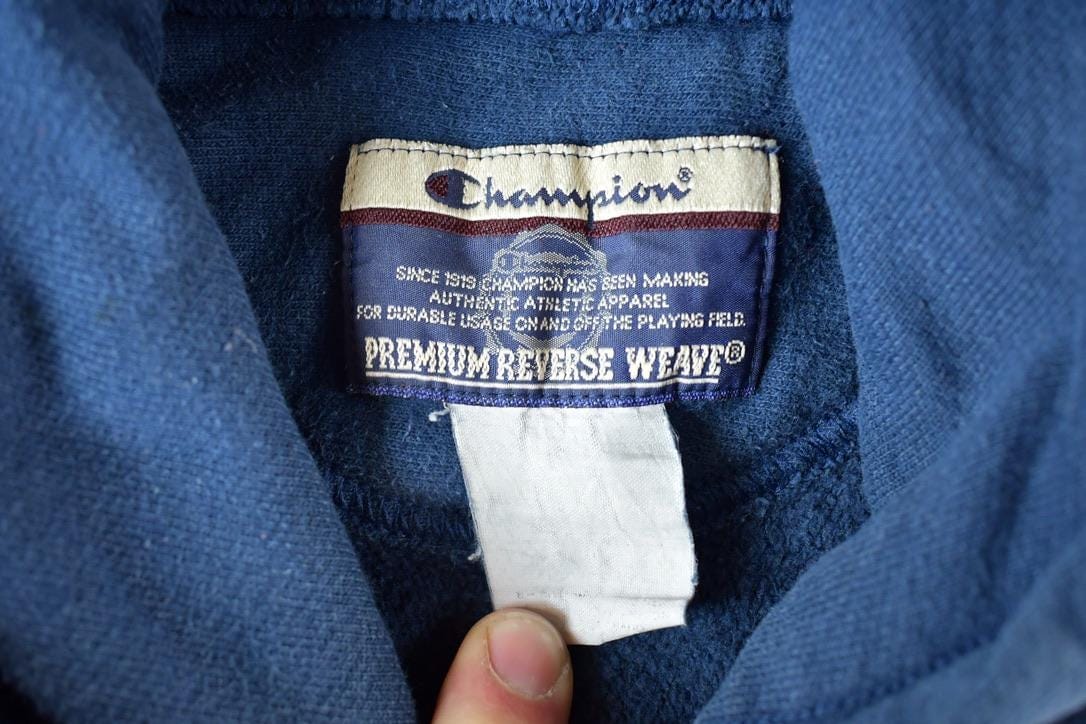 Champion®
SINCE 1919 CHAMPION HAS BEEN MAKING
AUTHENTIC ATHLETIC APPAREL
FOR DURABLE USAGE ON AND OFF THE PLAYING FIELD.
PREMIUM REVERSE WEAVE®